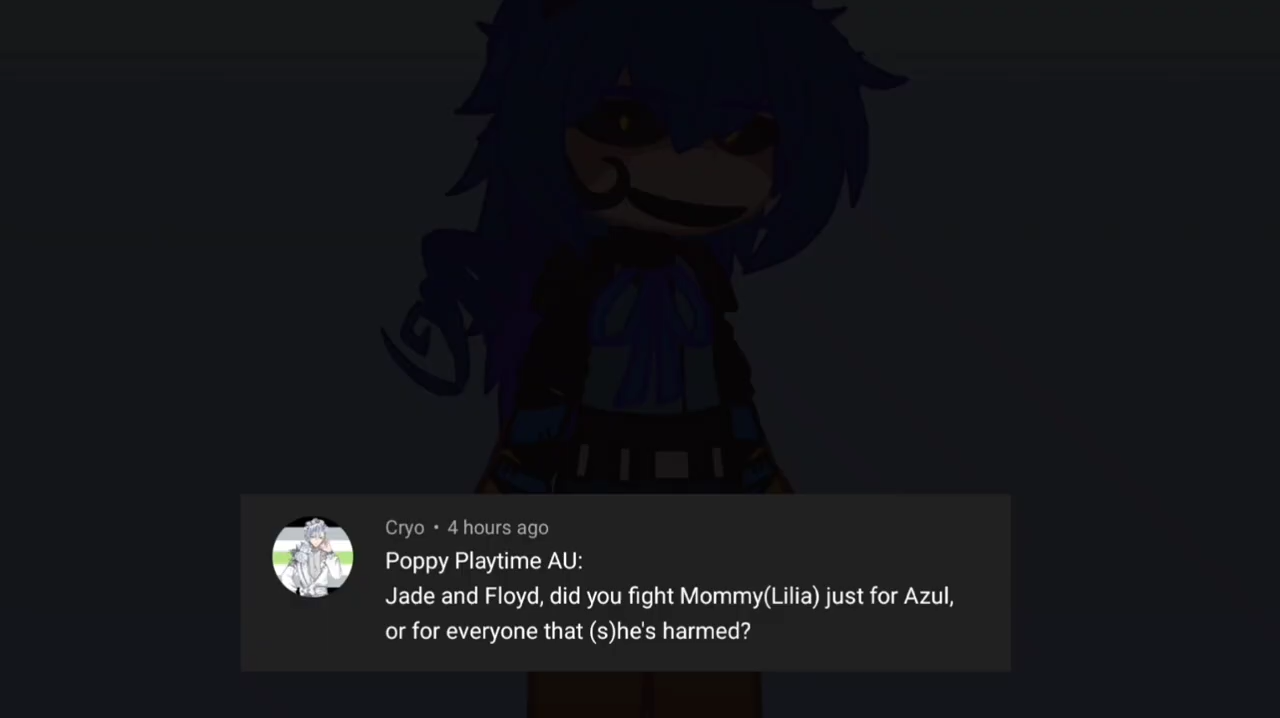 Cryo • 4 hours ago
Poppy Playtime AU:
Jade and Floyd, did you fight Mommy(Lilia) just for Azul,
or for everyone that (s)he's harmed?